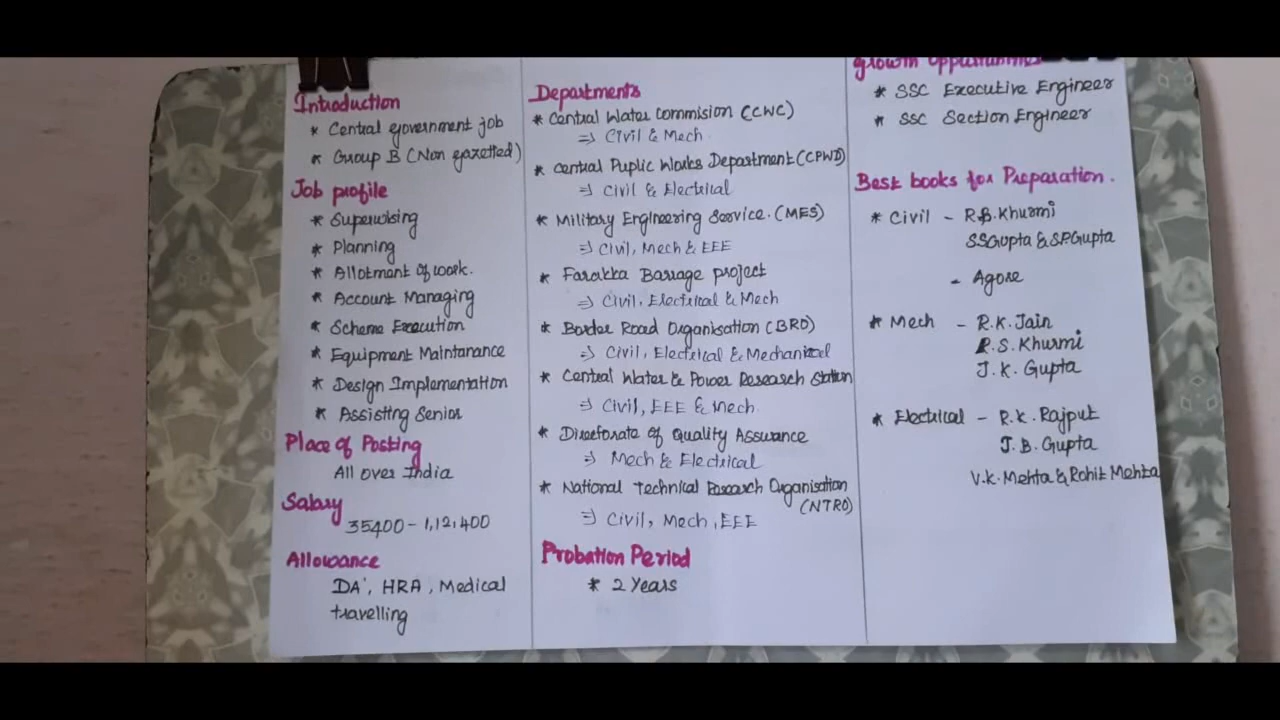 Introduction
* Central government job
* Group B (Non gazetted)
Job profile
* Supervising
* Planning
* Allotment of work.
* Account Managing
* Scheme Execution
* Equipment Maintanance
* Design Implementation
* Assisting Senior
Place of Posting
All over India
Salary
35400 - 1,12,400
Allowance
DA', HRA, Medical
travelling
Departments
* Central Water Commision (CWC)
⇒ Civil & Mech
* Central Puplic Works Department (CPWD)
⇒ Civil & Electrical
* Military Engineering Service. (MES)
⇒ Civil, Mech & EEE
* Farakka Barrage project
⇒ Civil, Electrical & Mech
* Border Road Organisation (BRO)
⇒ Civil, Electrical & Mechanical
* Central Water & Power Research Station
⇒ Civil, EEE & Mech
* Directorate of Quality Assurance
⇒ Mech & Electrical
* National Technical Research Organisation
(NTRO)
⇒ Civil, Mech, EEE
Probation Period
* 2 Years
growth Opportunities
* SSC Executive Engineer
* SSC Section Engineer
Best books for Preparation.
* Civil - R.S. Khurmi
SSGupta & SPGupta
- Agore
* Mech - R.K. Jain
R.S. Khurmi
J.K. Gupta
* Electrical - R.K. Rajput
J.B. Gupta
V.K. Mehta & Rohit Mehta